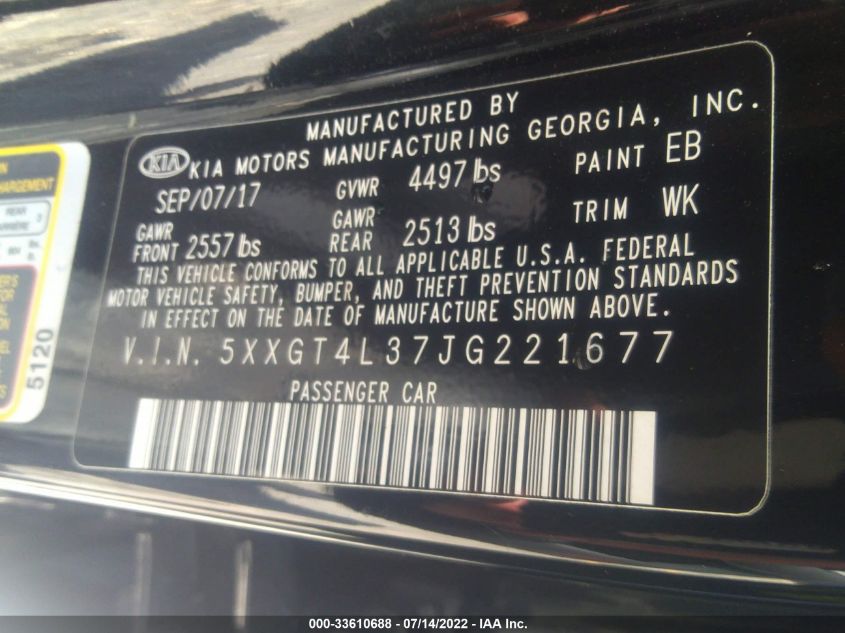 MANUFACTURED BY
KIA KIA MOTORS MANUFACTURING GEORGIA, INC.
SEP/07/17 GVWR 4497 lbs PAINT EB
GAWR FRONT 2557 lbs GAWR REAR 2513 lbs TRIM WK
THIS VEHICLE CONFORMS TO ALL APPLICABLE U.S.A. FEDERAL
MOTOR VEHICLE SAFETY, BUMPER, AND THEFT PREVENTION STANDARDS
IN EFFECT ON THE DATE OF MANUFACTURE SHOWN ABOVE.
V.I.N. 5XXGT4L37JG221677
PASSENGER CAR
REAR
5120
000-33610688 - 07/14/2022 - IAA Inc.